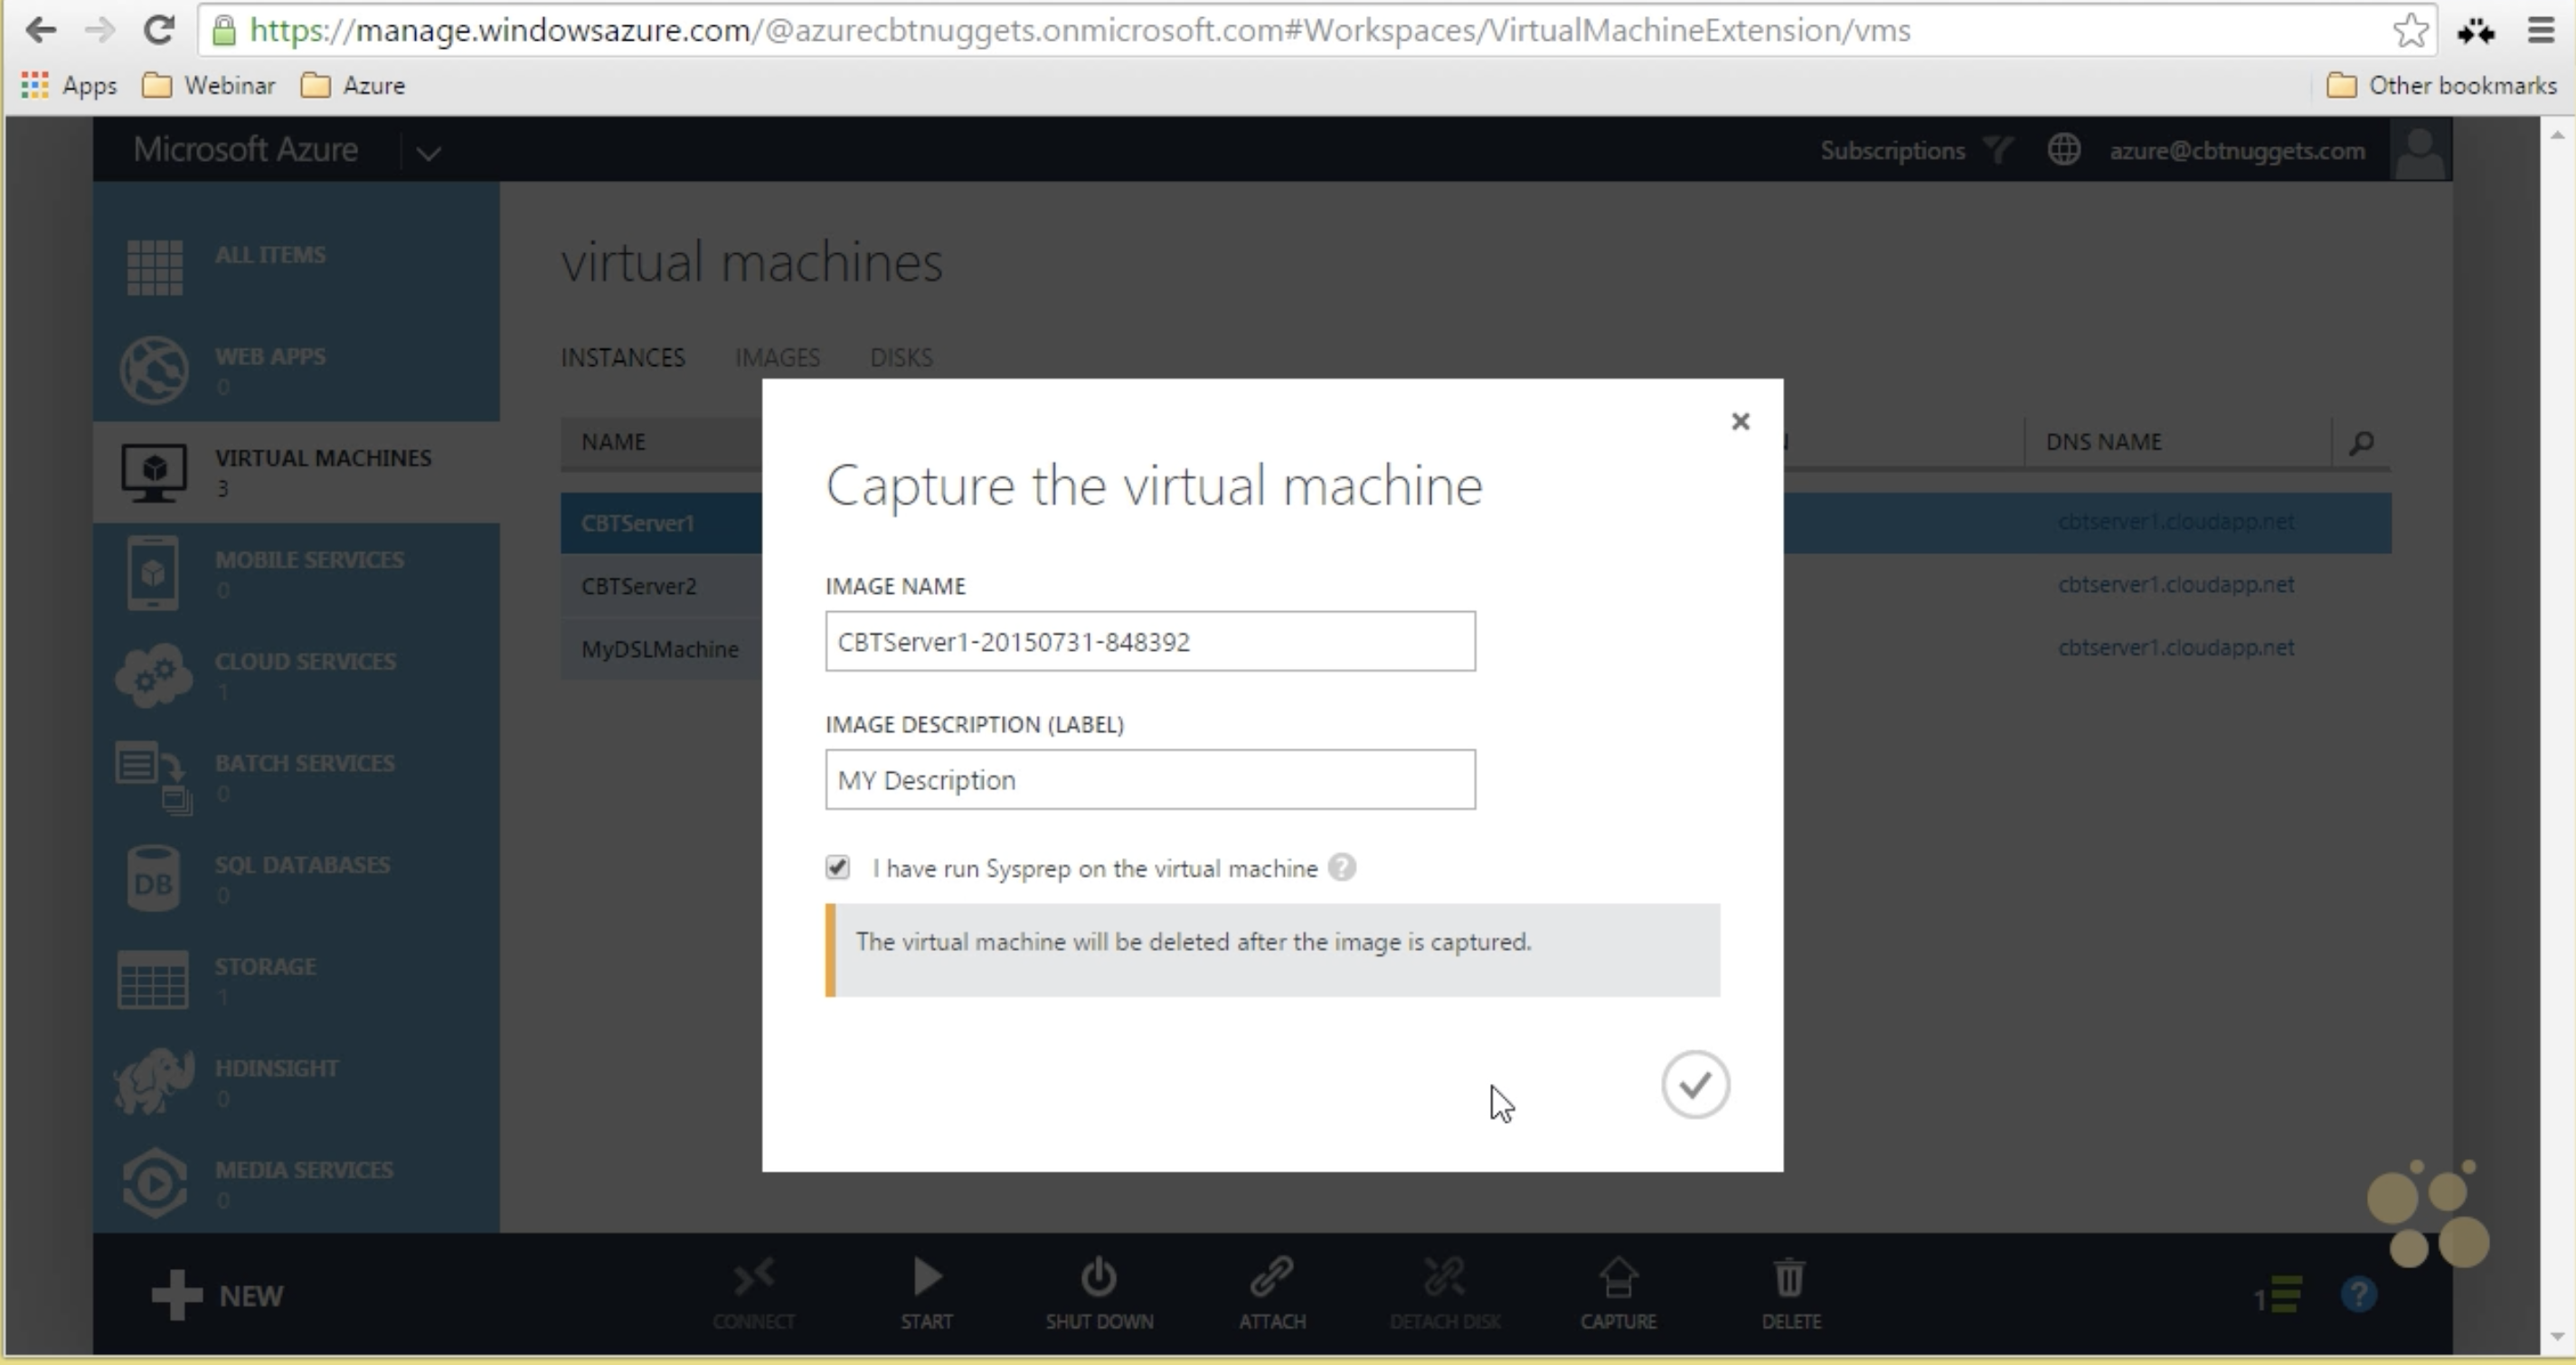 https://manage.windowsazure.com/@azurecbtnuggets.onmicrosoft.com#Workspaces/VirtualMachineExtension/vms
Apps Webinar Azure Other bookmarks
Microsoft Azure Subscriptions azure@cbtnuggets.com
ALL ITEMS
WEB APPS
0
VIRTUAL MACHINES
3
MOBILE SERVICES
0
CLOUD SERVICES
1
BATCH SERVICES
0
DB
SQL DATABASES
0
STORAGE
1
HDINSIGHT
0
MEDIA SERVICES
0
virtual machines
INSTANCES IMAGES DISKS
NAME DNS NAME
CBTServer1 cbtserver1.cloudapp.net
CBTServer2 cbtserver1.cloudapp.net
MyDSLMachine cbtserver1.cloudapp.net
Capture the virtual machine
IMAGE NAME
CBTServer1-20150731-848392
IMAGE DESCRIPTION (LABEL)
MY Description
I have run Sysprep on the virtual machine ?
The virtual machine will be deleted after the image is captured.
NEW
CONNECT START SHUT DOWN ATTACH DETACH DISK CAPTURE DELETE
1 ?